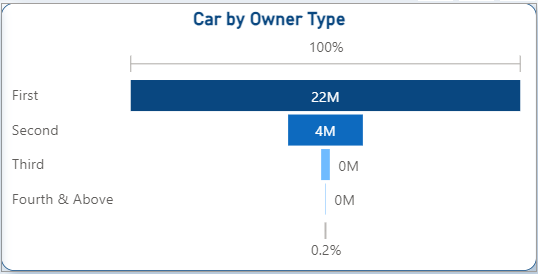 Car by Owner Type
100%
First 22M
Second 4M
Third 0M
Fourth & Above 0M
0.2%